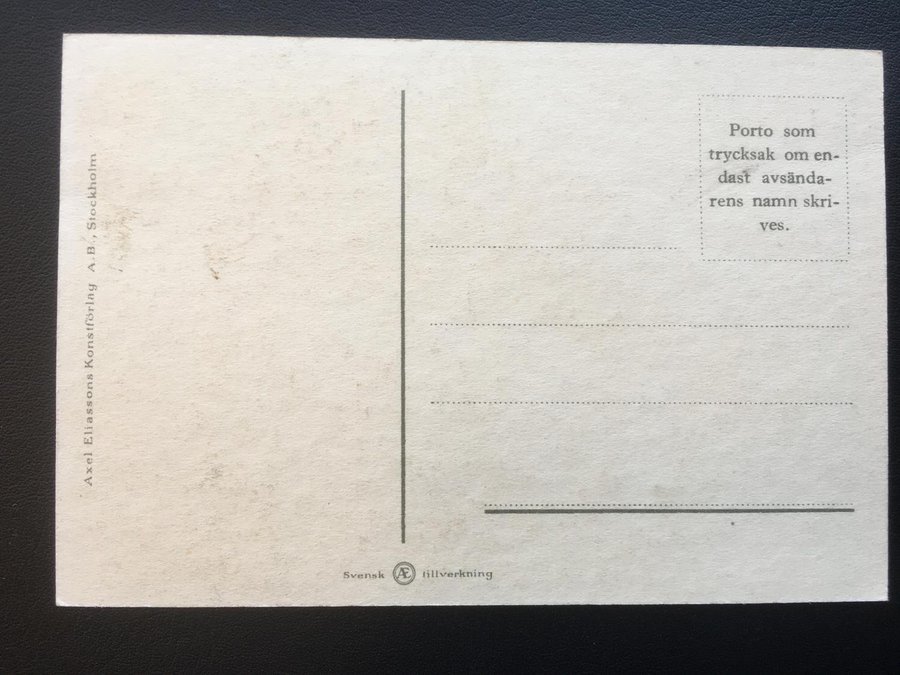 Axel Eliassons Konstförlag A.B., Stockholm
Porto som
trycksak om en-
dast avsända-
rens namn skri-
ves.
Svensk Æ tillverkning